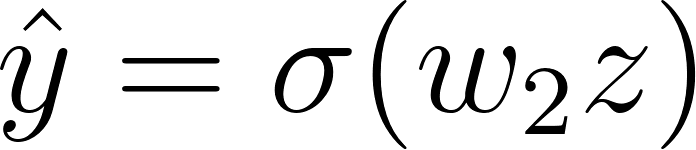 ŷ = σ(w₂z)